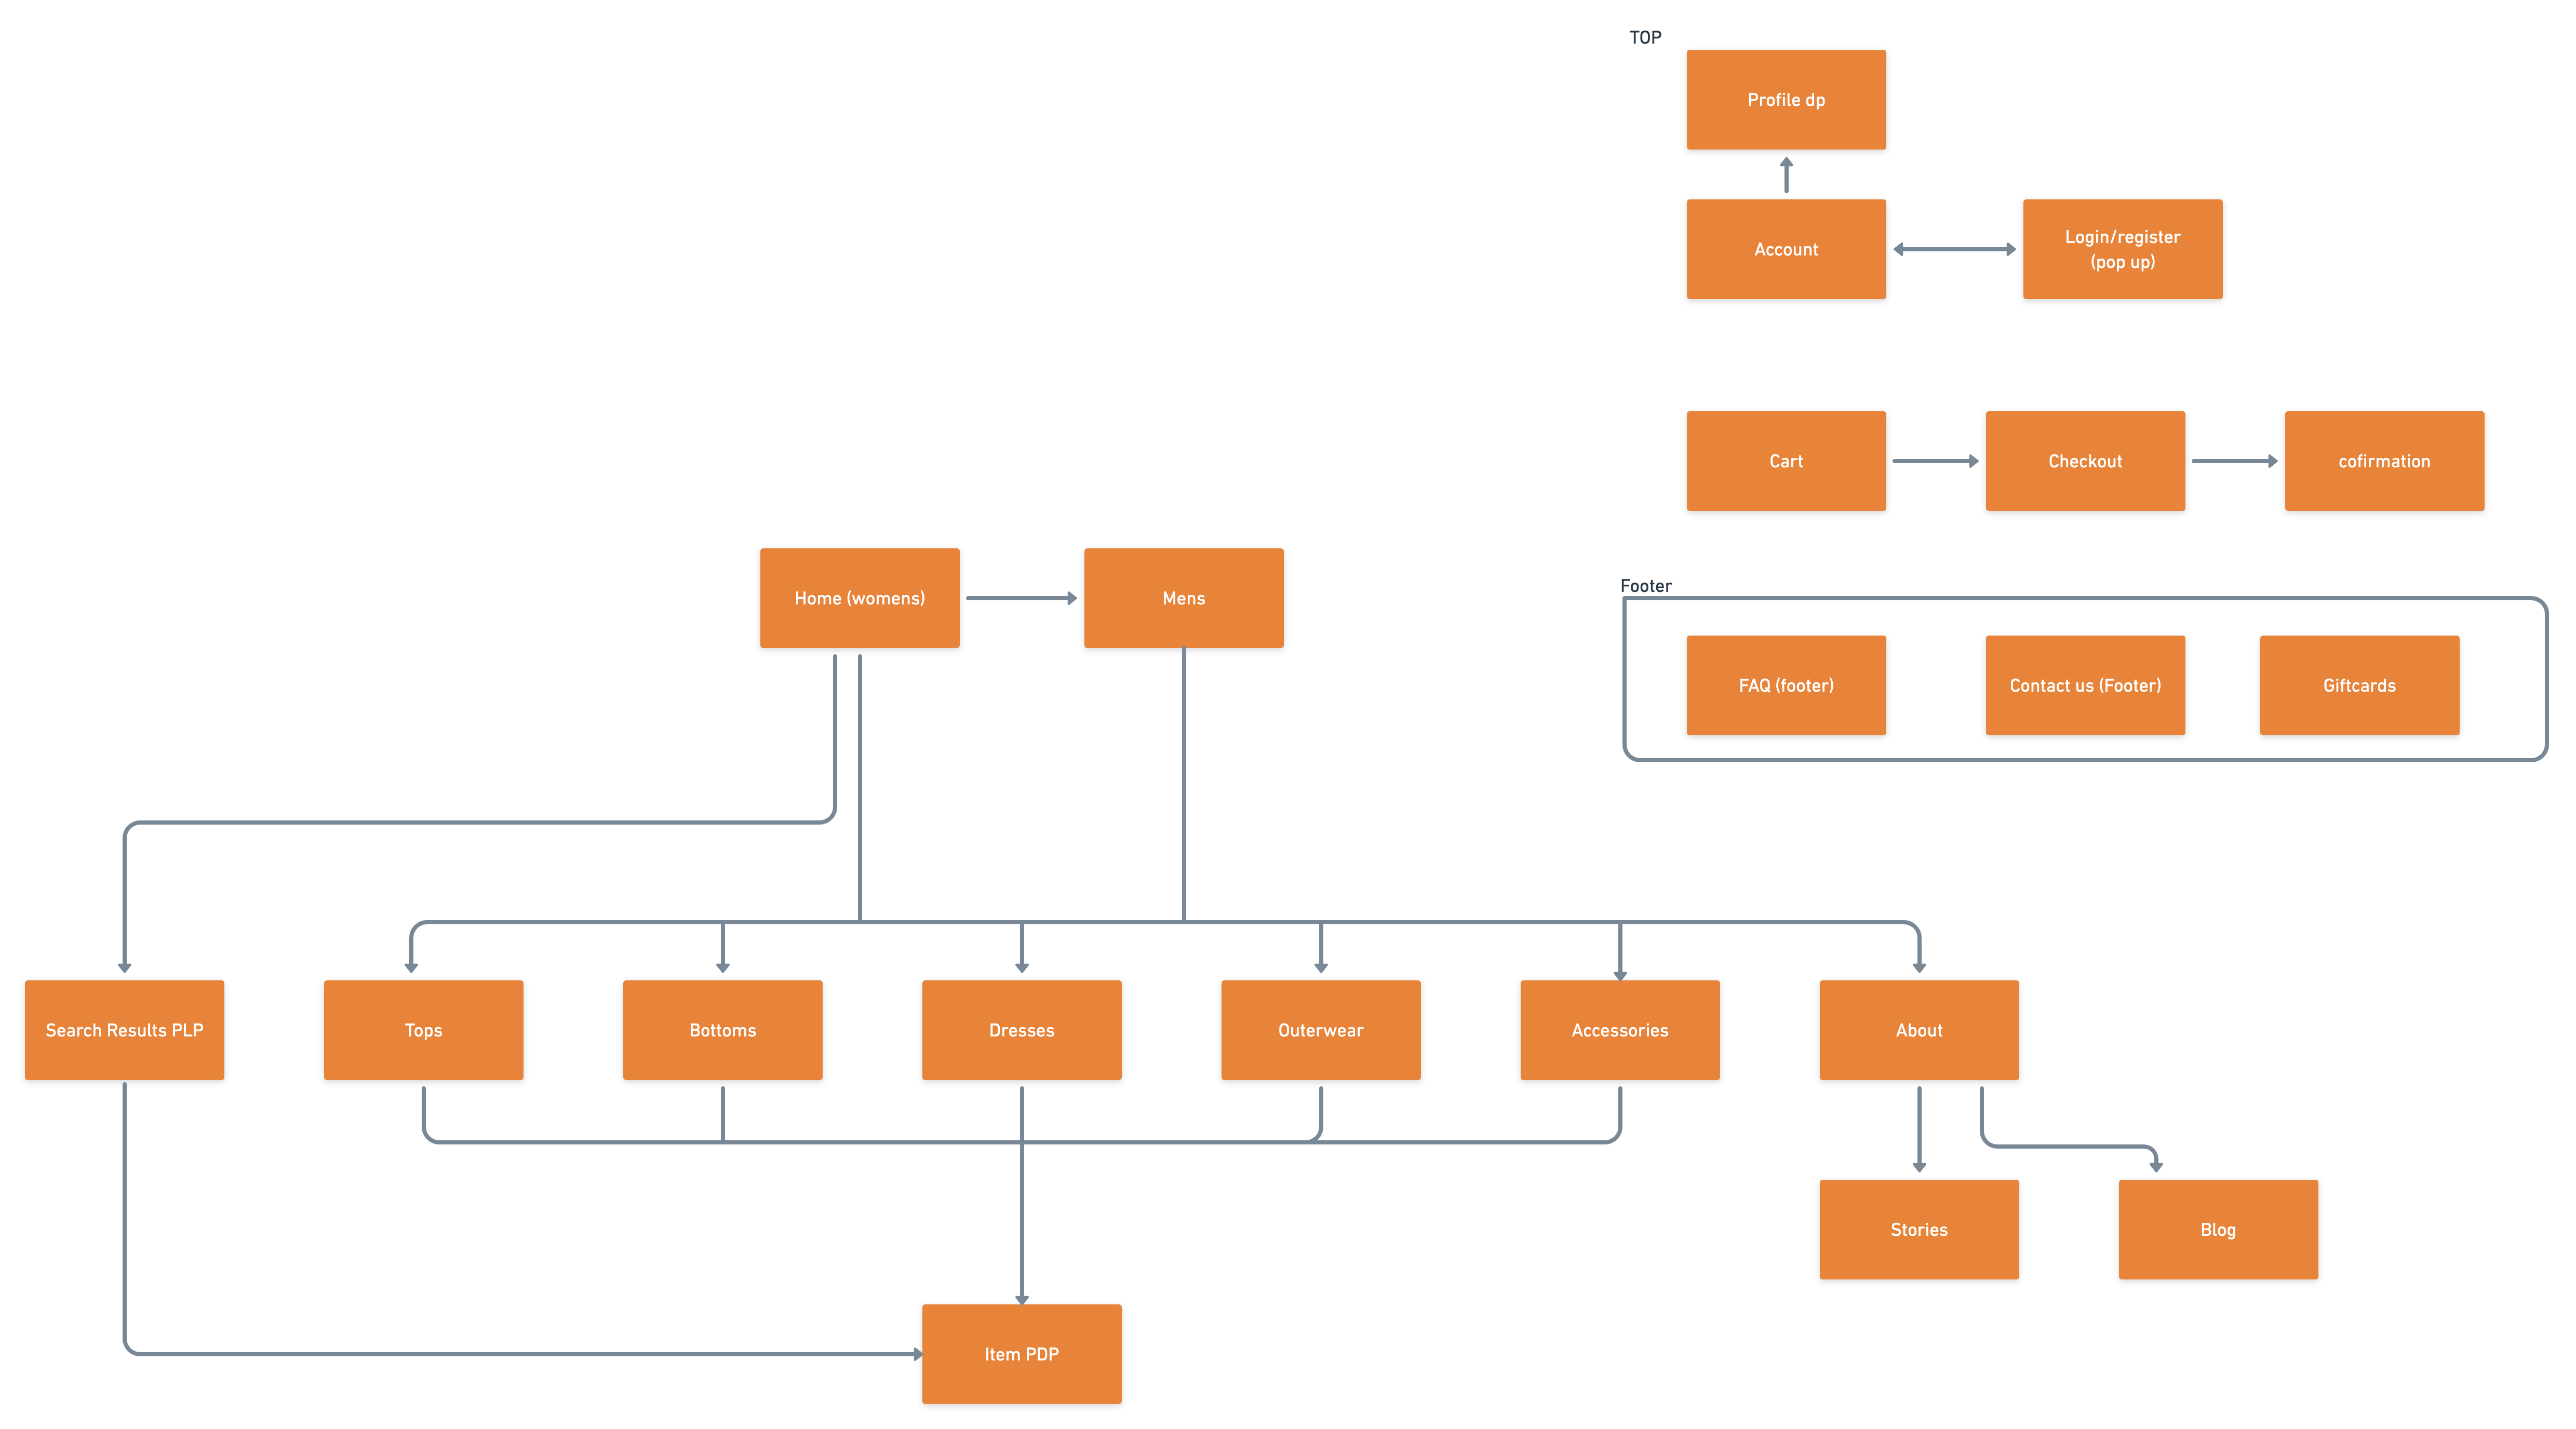 TOP
Profile dp
Account
Login/register
(pop up)
Cart
Checkout
cofirmation
Home (womens)
Mens
Footer
FAQ (footer)
Contact us (Footer)
Giftcards
Search Results PLP
Tops
Bottoms
Dresses
Outerwear
Accessories
About
Stories
Blog
Item PDP